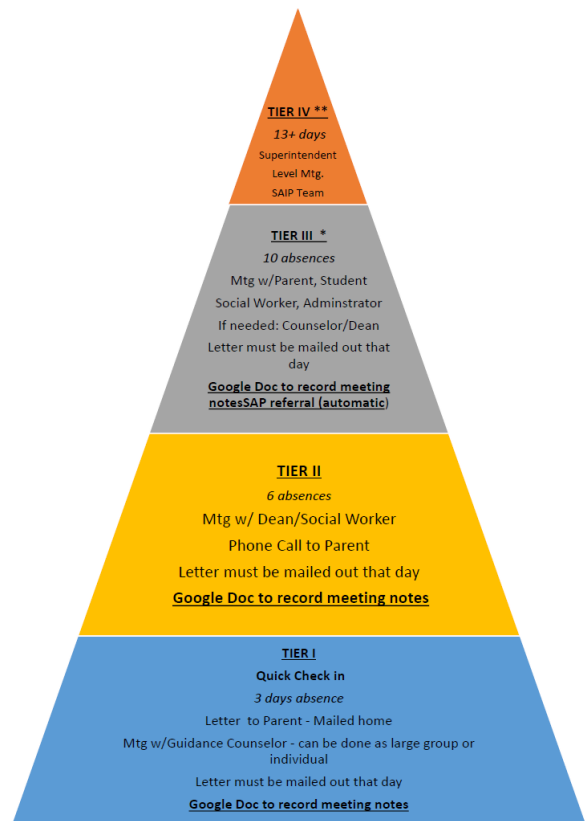 TIER IV **
13+ days
Superintendent
Level Mtg.
SAIP Team
TIER III *
10 absences
Mtg w/Parent, Student
Social Worker, Adminstrator
If needed: Counselor/Dean
Letter must be mailed out that
day
Google Doc to record meeting
notesSAP referral (automatic)
TIER II
6 absences
Mtg w/ Dean/Social Worker
Phone Call to Parent
Letter must be mailed out that day
Google Doc to record meeting notes
TIER I
Quick Check in
3 days absence
Letter to Parent - Mailed home
Mtg w/Guidance Counselor - can be done as large group or
individual
Letter must be mailed out that day
Google Doc to record meeting notes